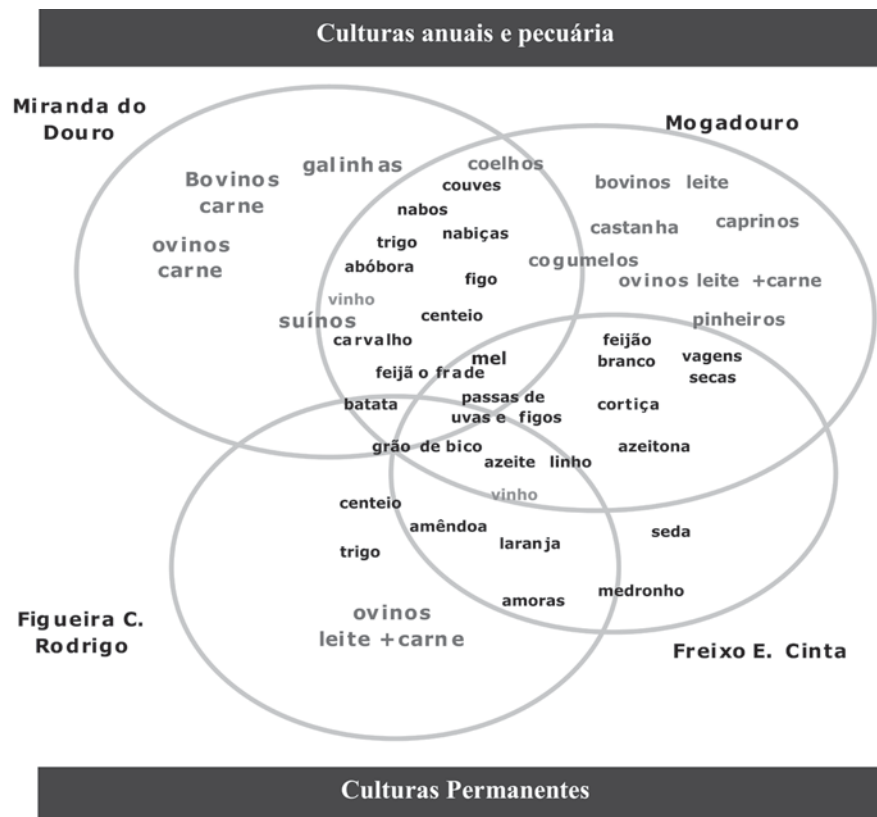 Culturas anuais e pecuária
Miranda do
Douro
Mogadouro
galinhas
coelhos
Bovinos
carne
couves
bovinos leite
nabos
castanha
caprinos
trigo
nabiças
ovinos
carne
abóbora
cogumelos
figo
ovinos leite +carne
vinho
suínos
centeio
pinheiros
carvalho
feijão
branco
vagens
secas
mel
feijão frade
batata
passas de
uvas e figos
cortiça
grão de bico
azeite linho
azeitona
centeio
vinho
amêndoa
laranja
seda
trigo
amoras
medronho
ovinos
leite +carne
Figueira C.
Rodrigo
Freixo E. Cinta
Culturas Permanentes